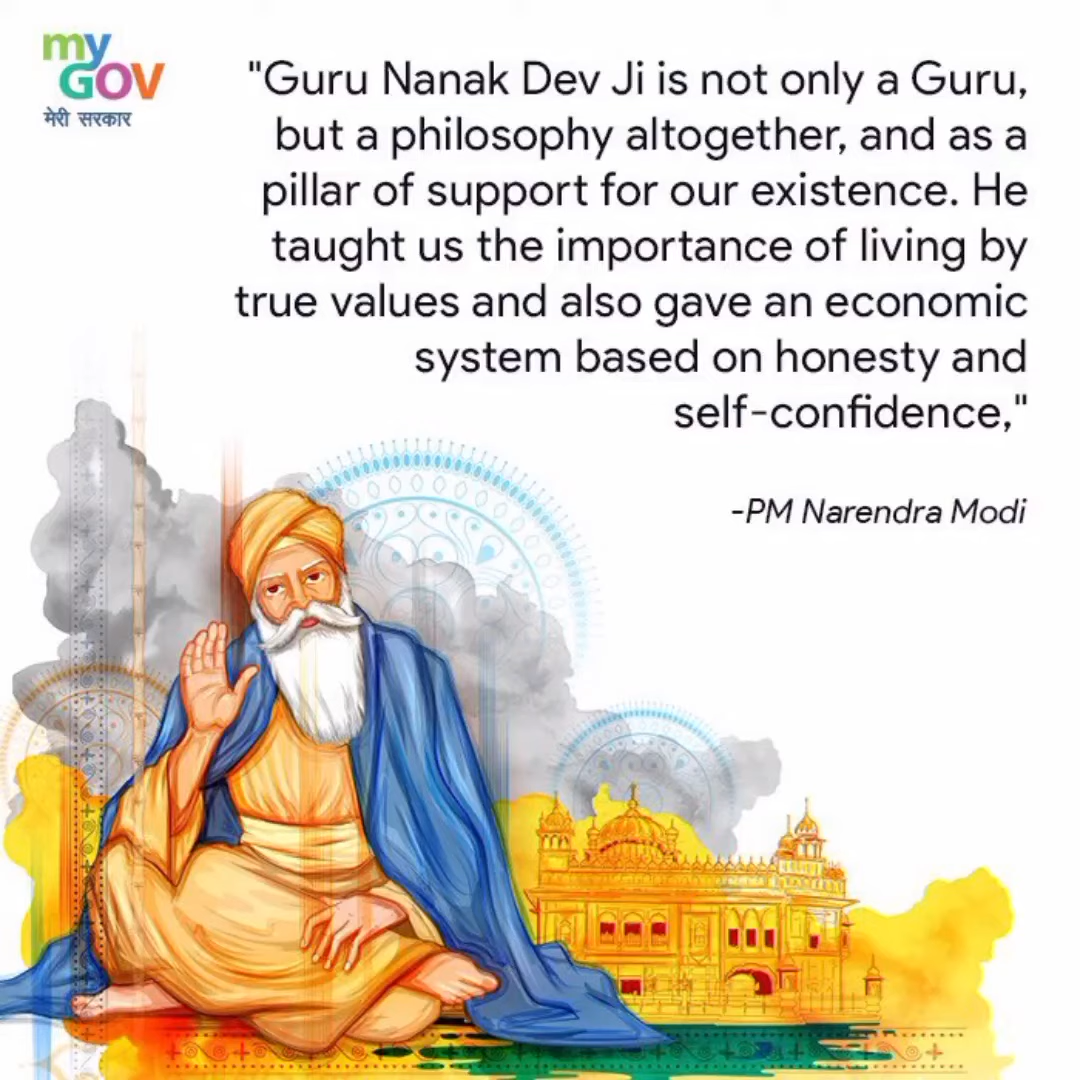 my
GOV
मेरी सरकार
"Guru Nanak Dev Ji is not only a Guru,
but a philosophy altogether, and as a
pillar of support for our existence. He
taught us the importance of living by
true values and also gave an economic
system based on honesty and
self-confidence,"
-PM Narendra Modi